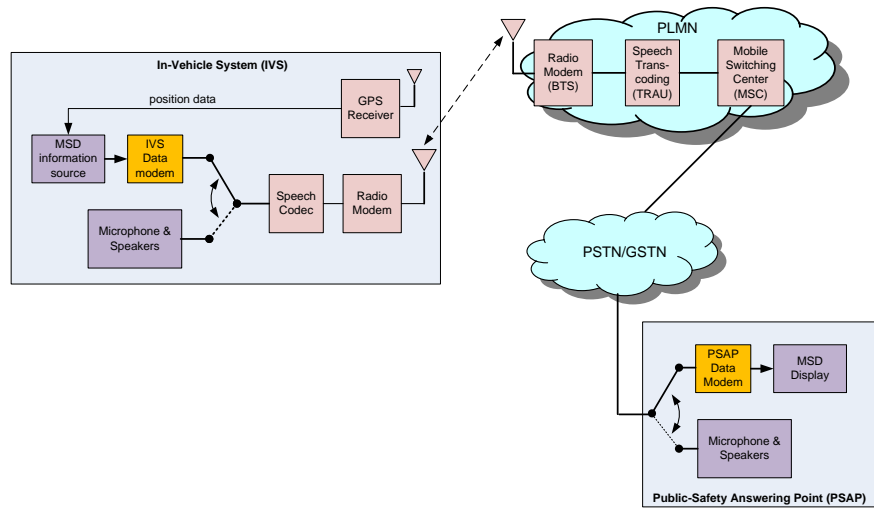 In-Vehicle System (IVS)
position data
GPS
Receiver
MSD
information
source
IVS
Data
modem
Speech
Codec
Radio
Modem
Microphone &
Speakers
PLMN
Radio
Modem
(BTS)
Speech
Trans-
coding
(TRAU)
Mobile
Switching
Center
(MSC)
PSTN/GSTN
PSAP
Data
Modem
MSD
Display
Microphone &
Speakers
Public-Safety Answering Point (PSAP)